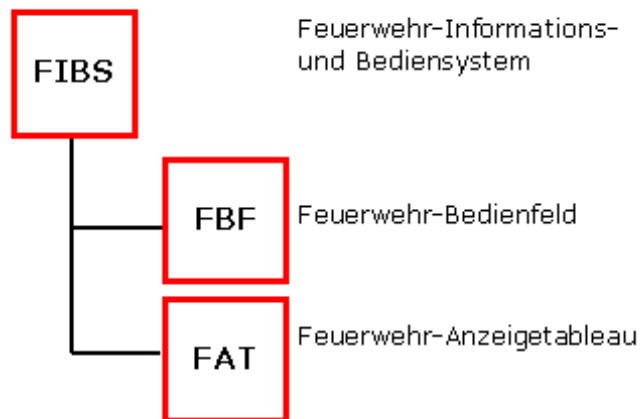 FIBS
Feuerwehr-Informations-
und Bediensystem
FBF
Feuerwehr-Bedienfeld
FAT
Feuerwehr-Anzeigetableau